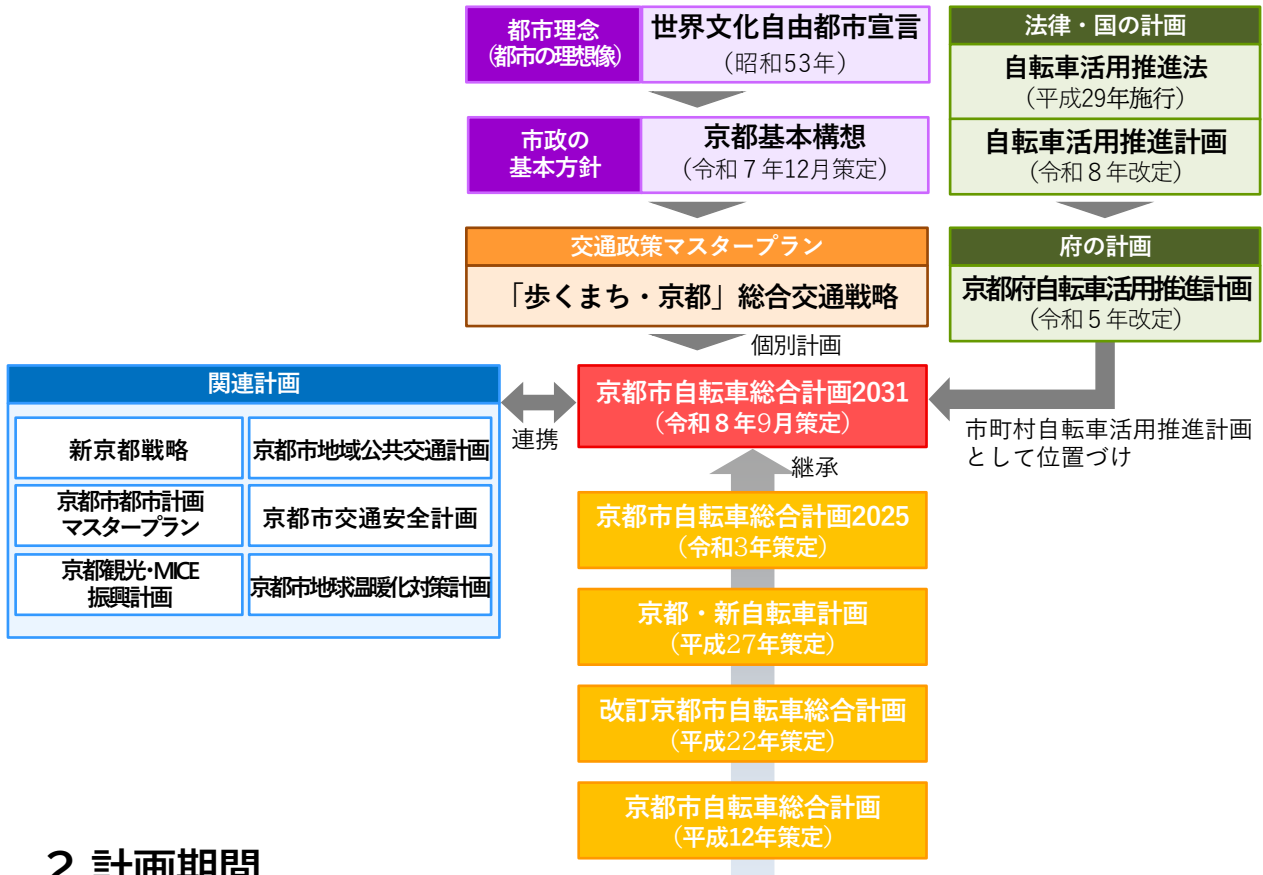 都市理念
(都市の理想像)
世界文化自由都市宣言
（昭和53年）
市政の
基本方針
京都基本構想
（令和７年12月策定）
交通政策マスタープラン
「歩くまち・京都」総合交通戦略
個別計画
法律・国の計画
自転車活用推進法
（平成29年施行）
自転車活用推進計画
（令和８年改定）
府の計画
京都府自転車活用推進計画
（令和５年改定）
市町村自転車活用推進計画
として位置づけ
関連計画
新京都戦略
京都市地域公共交通計画
京都市都市計画
マスタープラン
京都市交通安全計画
京都観光・MICE
振興計画
京都市地球温暖化対策計画
連携
京都市自転車総合計画2031
（令和８年9月策定）
継承
京都市自転車総合計画2025
（令和3年策定）
京都・新自転車計画
（平成27年策定）
改訂京都市自転車総合計画
（平成22年策定）
京都市自転車総合計画
（平成12年策定）
２ 計画期間